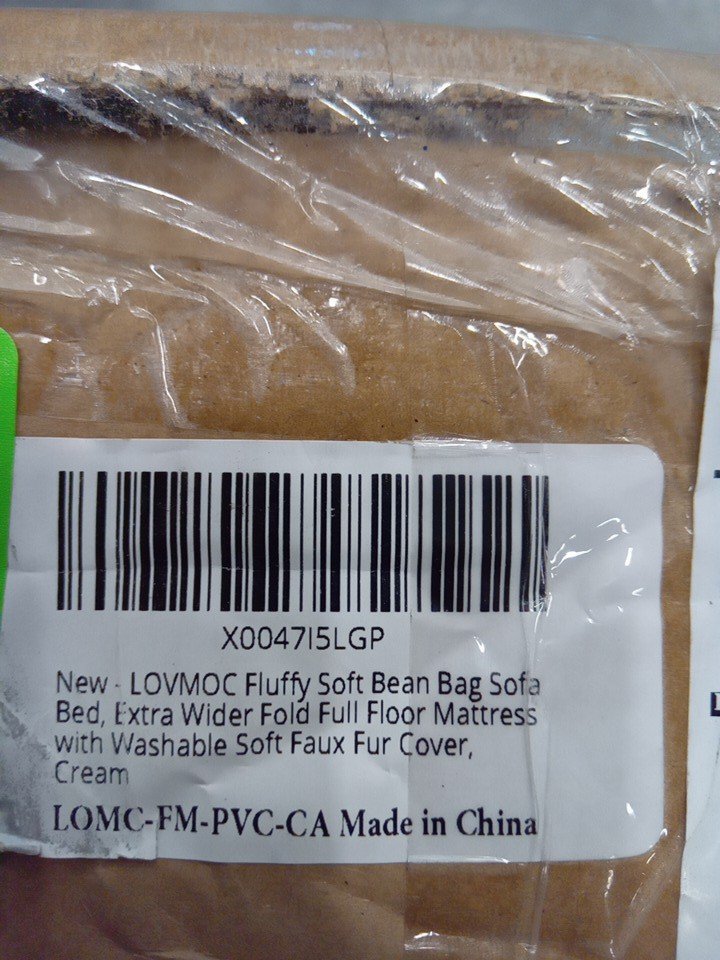 X0047I5LGP
New - LOVMOC Fluffy Soft Bean Bag Sofa
Bed, Extra Wider Fold Full Floor Mattress
with Washable Soft Faux Fur Cover,
Cream
LOMC-FM-PVC-CA Made in China